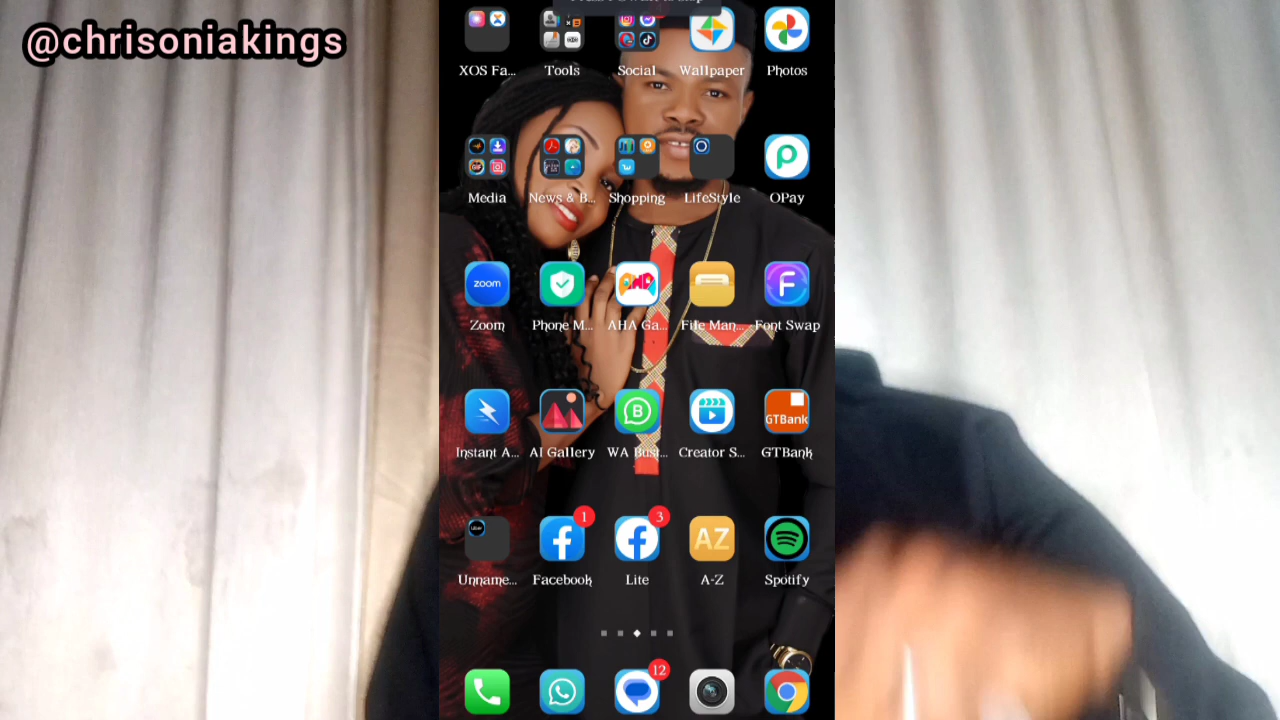 @chrisoniakings
XOS Fa... Tools Social Wallpaper Photos
Media News & B... Shopping LifeStyle OPay
zoom
Zoom Phone M... AHA Ga... File Man... Font Swap
GTBank
Instant A... AI Gallery WA Busi... Creator S... GTBank
1 3
AZ
Unname... Facebook Lite A-Z Spotify
12